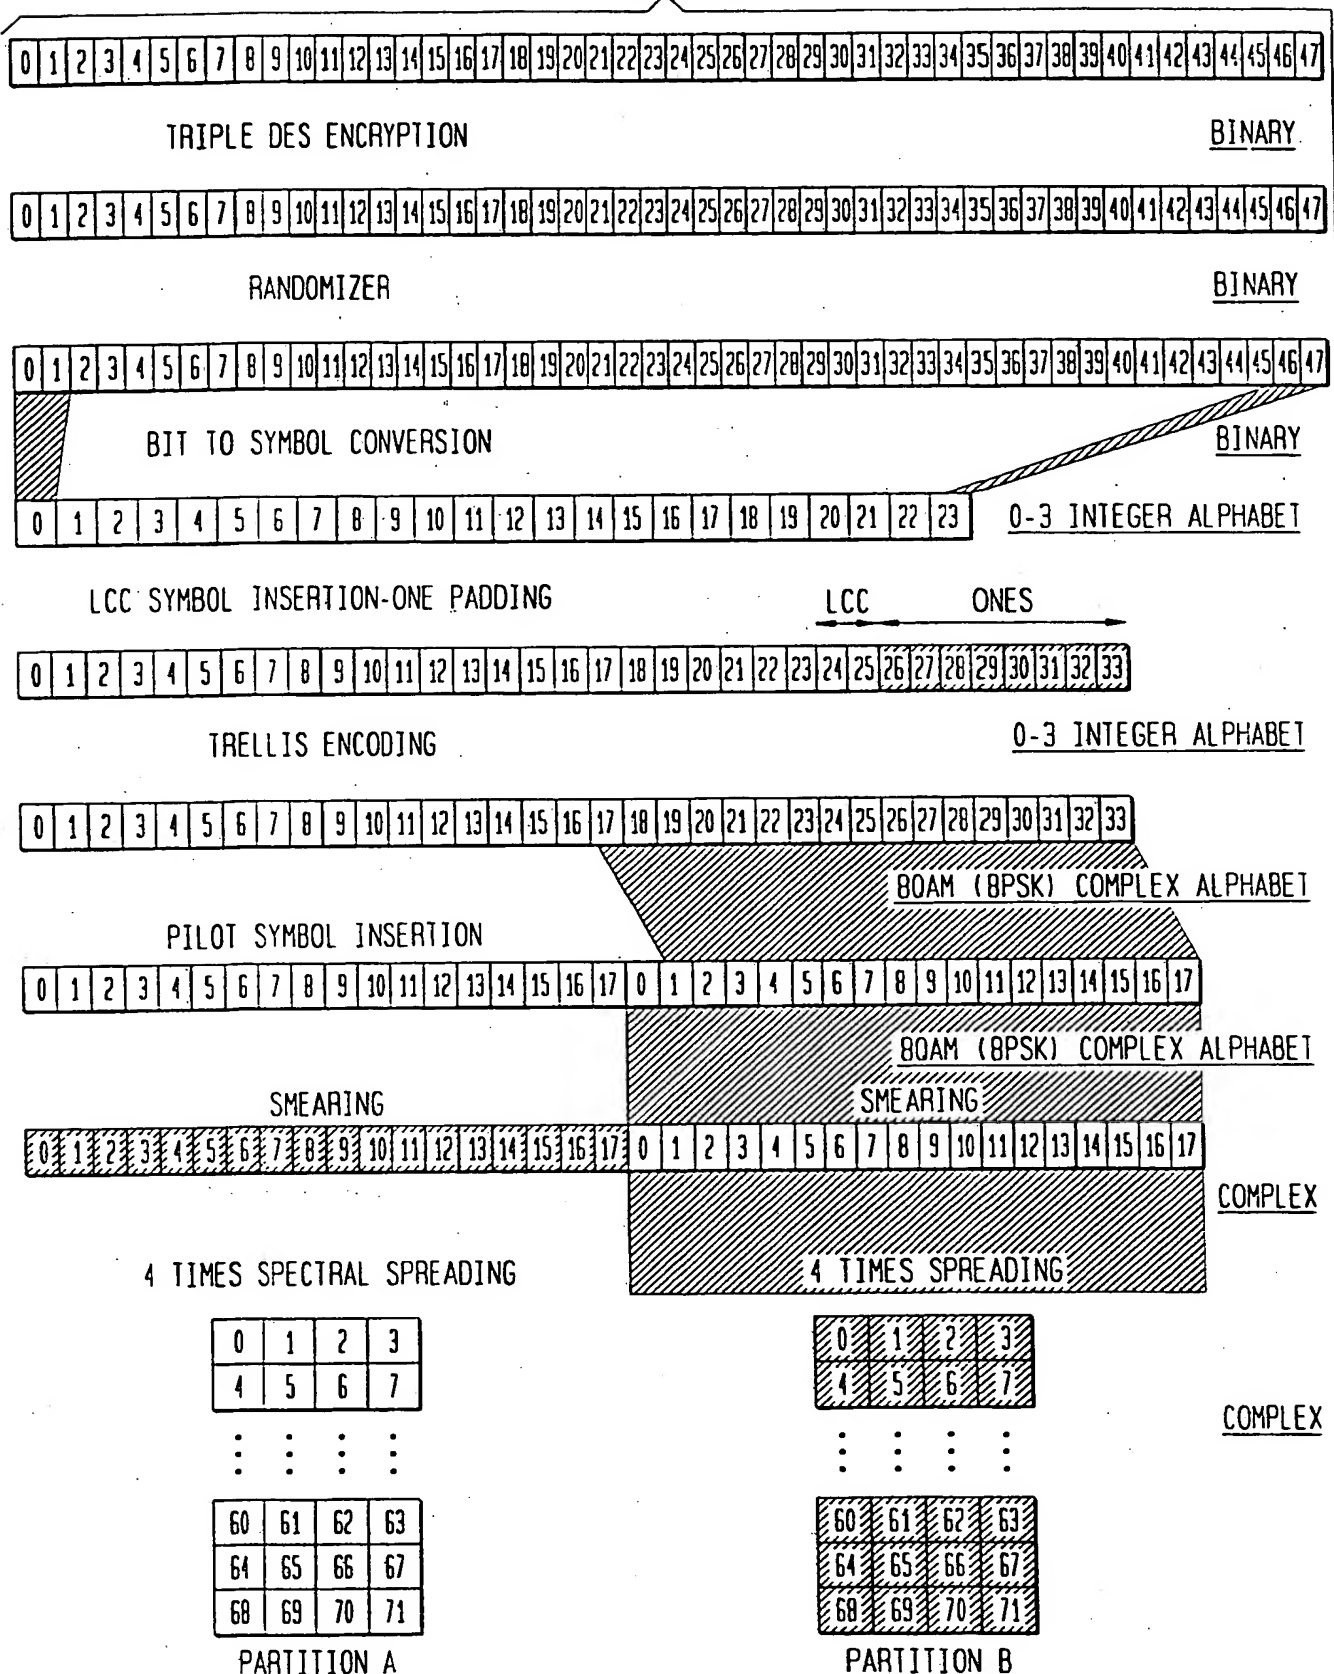 0 1 2 3 4 5 6 7 8 9 10 11 12 13 14 15 16 17 18 19 20 21 22 23 24 25 26 27 28 29 30 31 32 33 34 35 36 37 38 39 40 41 42 43 44 45 46 47
TRIPLE DES ENCRYPTION BINARY
0 1 2 3 4 5 6 7 8 9 10 11 12 13 14 15 16 17 18 19 20 21 22 23 24 25 26 27 28 29 30 31 32 33 34 35 36 37 38 39 40 41 42 43 44 45 46 47
RANDOMIZER BINARY
0 1 2 3 4 5 6 7 8 9 10 11 12 13 14 15 16 17 18 19 20 21 22 23 24 25 26 27 28 29 30 31 32 33 34 35 36 37 38 39 40 41 42 43 44 45 46 47
BIT TO SYMBOL CONVERSION BINARY
0 1 2 3 4 5 6 7 8 9 10 11 12 13 14 15 16 17 18 19 20 21 22 23 0-3 INTEGER ALPHABET
LCC SYMBOL INSERTION-ONE PADDING LCC ONES
0 1 2 3 4 5 6 7 8 9 10 11 12 13 14 15 16 17 18 19 20 21 22 23 24 25 26 27 28 29 30 31 32 33
TRELLIS ENCODING 0-3 INTEGER ALPHABET
0 1 2 3 4 5 6 7 8 9 10 11 12 13 14 15 16 17 18 19 20 21 22 23 24 25 26 27 28 29 30 31 32 33
8QAM (8PSK) COMPLEX ALPHABET
PILOT SYMBOL INSERTION
0 1 2 3 4 5 6 7 8 9 10 11 12 13 14 15 16 17 0 1 2 3 4 5 6 7 8 9 10 11 12 13 14 15 16 17
8QAM (8PSK) COMPLEX ALPHABET
SMEARING SMEARING
0 1 2 3 4 5 6 7 8 9 10 11 12 13 14 15 16 17 0 1 2 3 4 5 6 7 8 9 10 11 12 13 14 15 16 17
COMPLEX
4 TIMES SPECTRAL SPREADING 4 TIMES SPREADING
0 1 2 3 0 1 2 3
4 5 6 7 4 5 6 7
COMPLEX
60 61 62 63 60 61 62 63
64 65 66 67 64 65 66 67
68 69 70 71 68 69 70 71
PARTITION A PARTITION B